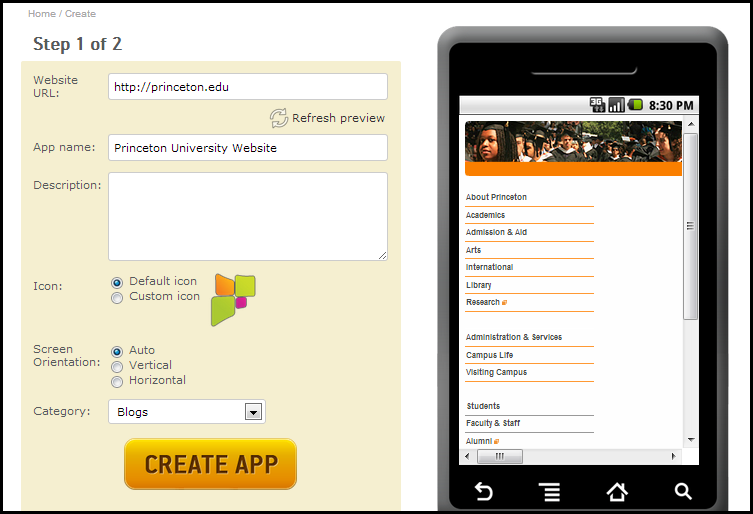 Home / Create
Step 1 of 2
Website URL:
http://princeton.edu
Refresh preview
App name:
Princeton University Website
Description:
Icon:
Default icon
Custom icon
Screen Orientation:
Auto
Vertical
Horizontal
Category:
Blogs
CREATE APP
3G 8:30 PM
About Princeton
Academics
Admission & Aid
Arts
International
Library
Research
Administration & Services
Campus Life
Visiting Campus
Students
Faculty & Staff
Alumni